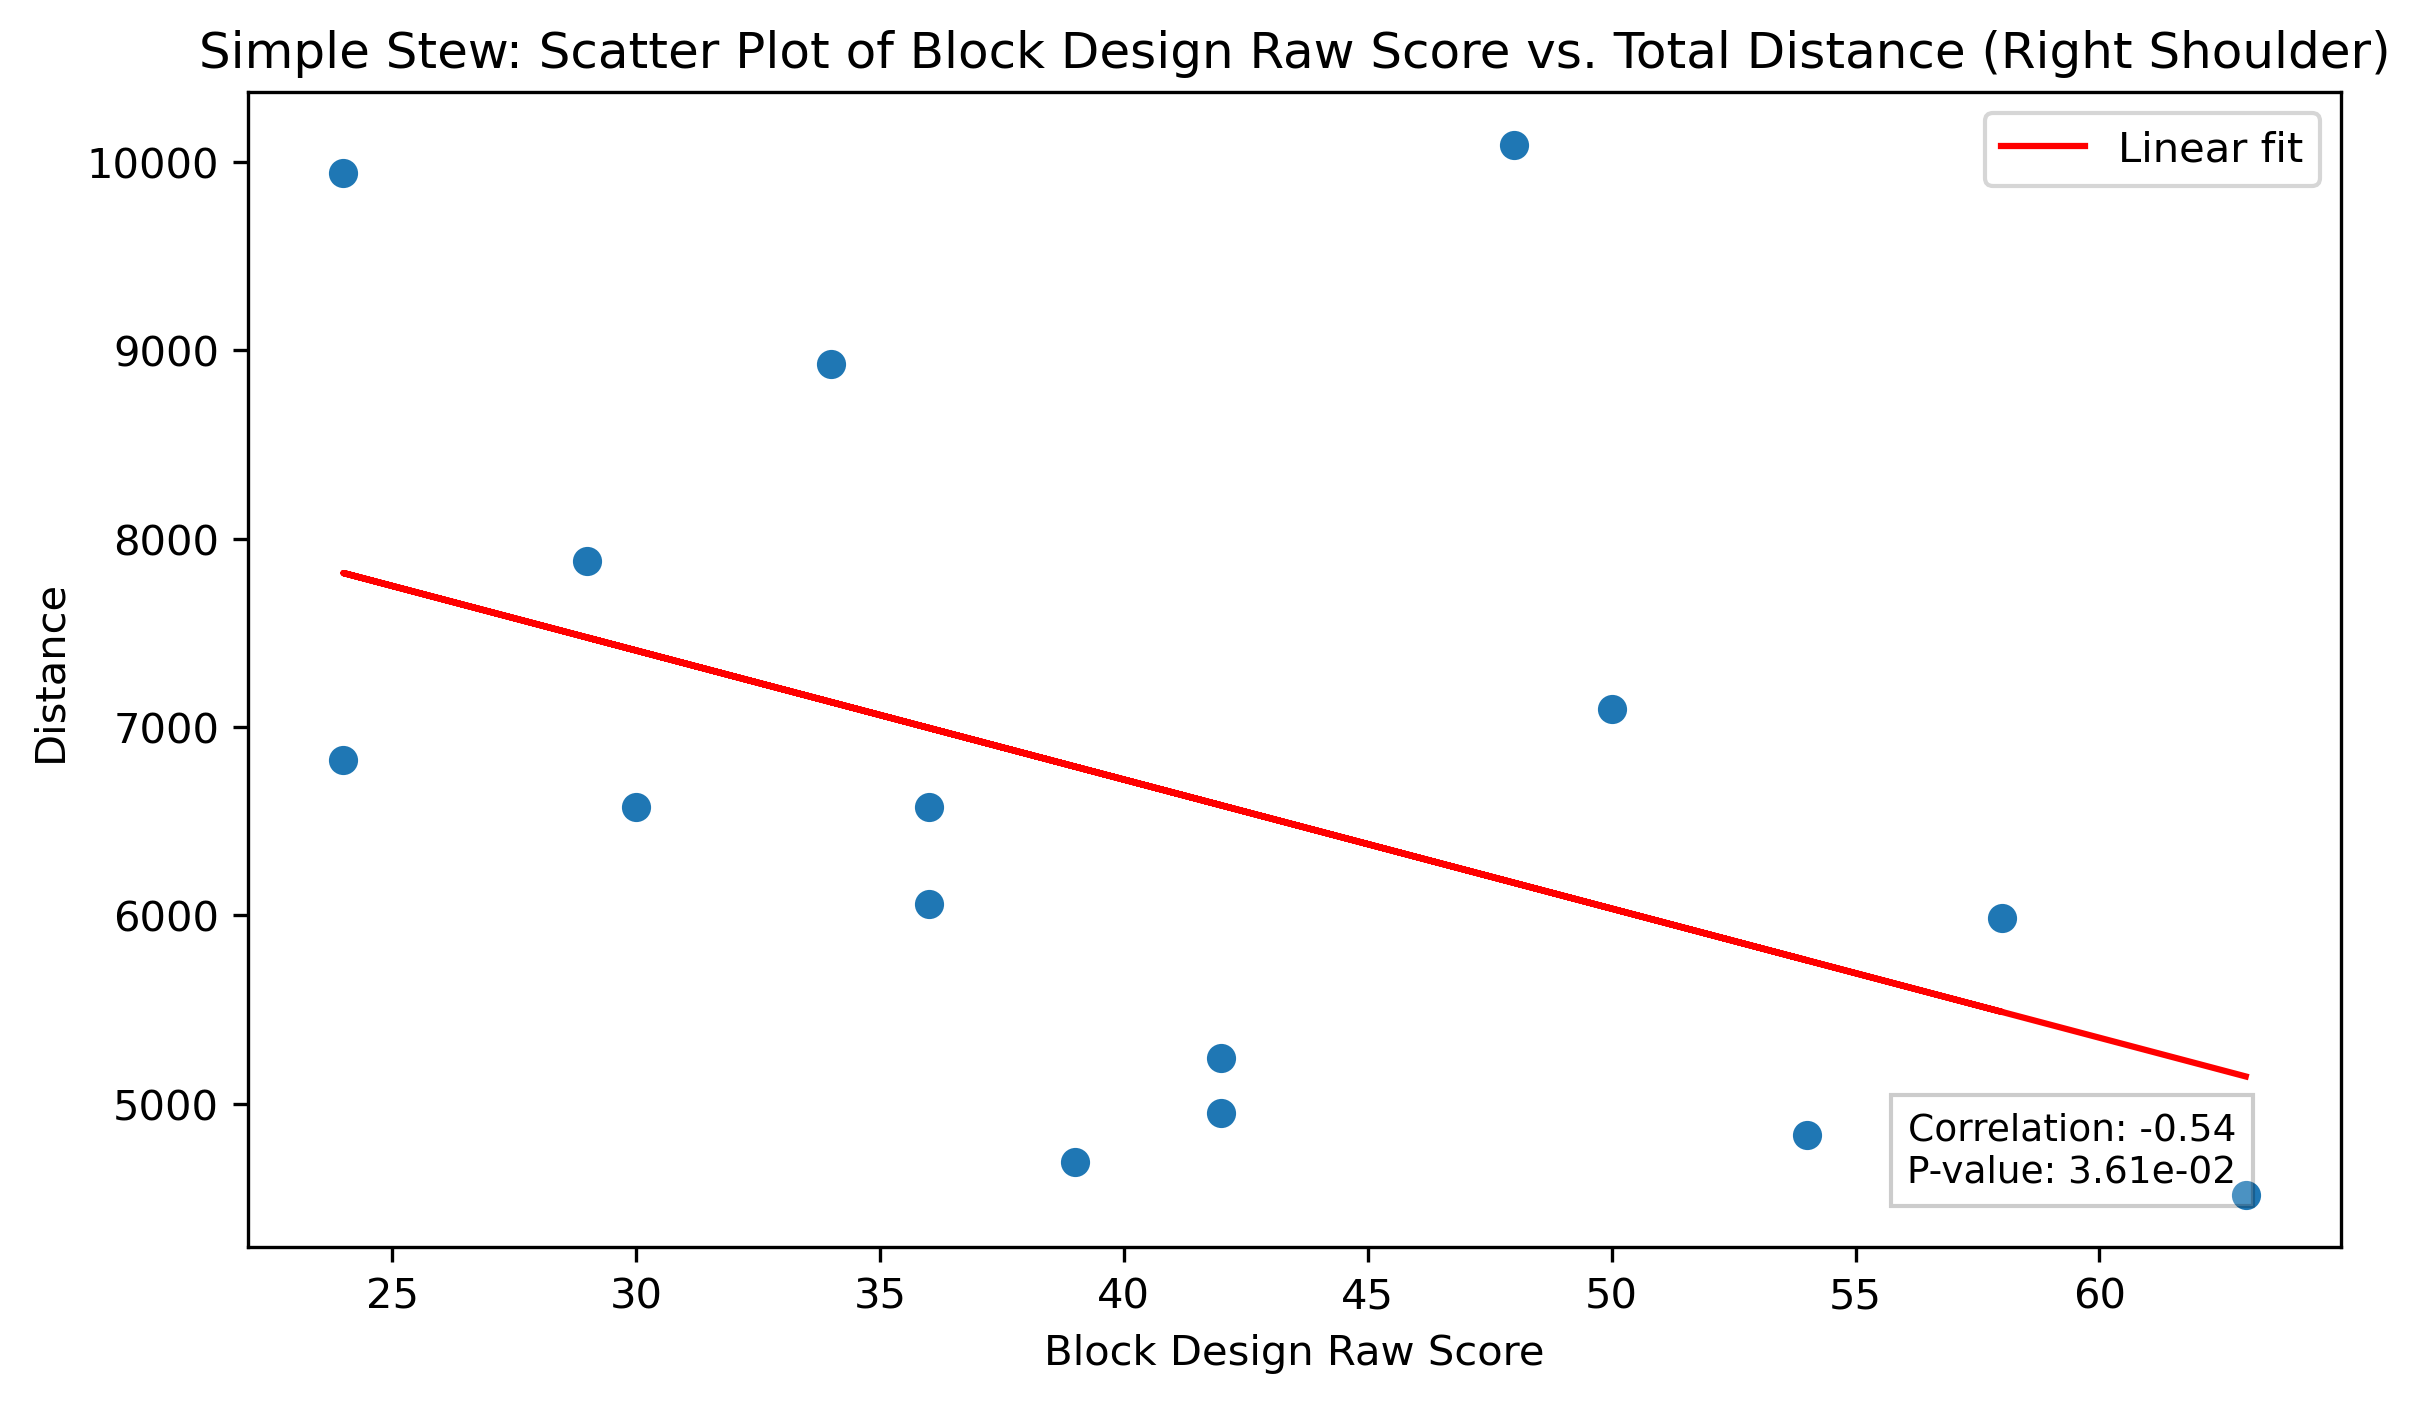 Simple Stew: Scatter Plot of Block Design Raw Score vs. Total Distance (Right Shoulder)
Linear fit
10000
9000
8000
7000
6000
5000
Distance
Correlation: -0.54
P-value: 3.61e-02
25 30 35 40 45 50 55 60
Block Design Raw Score